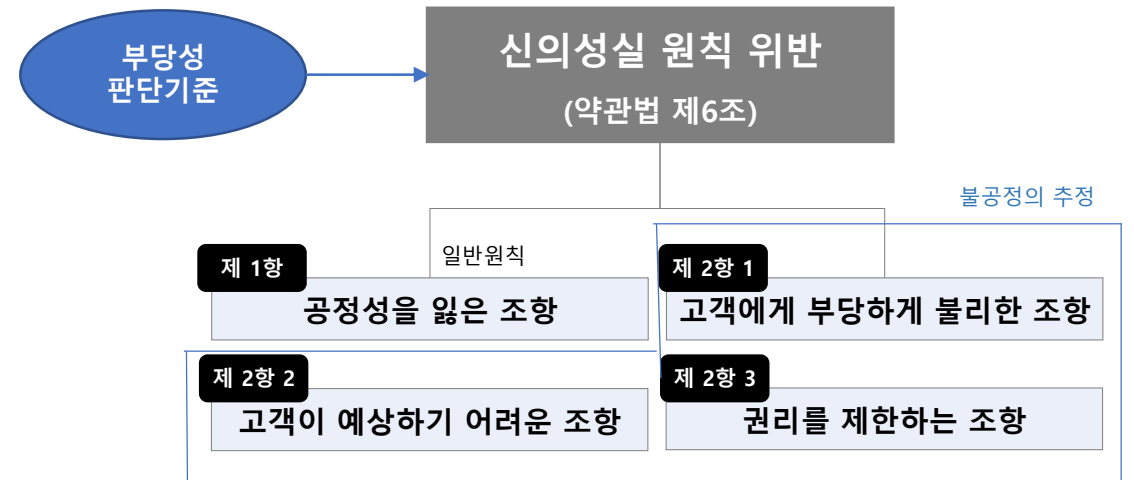 부당성
판단기준
신의성실 원칙 위반
(약관법 제6조)
불공정의 추정
일반원칙
제 1항
공정성을 잃은 조항
제 2항 1
고객에게 부당하게 불리한 조항
제 2항 2
고객이 예상하기 어려운 조항
제 2항 3
권리를 제한하는 조항